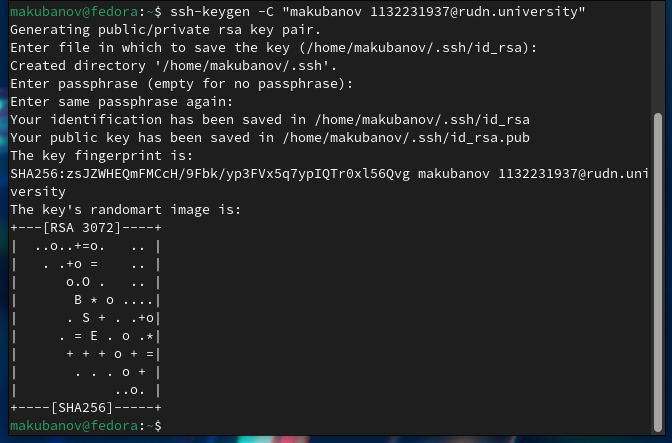 makubanov@fedora:~$ ssh-keygen -C "makubanov 1132231937@rudn.university"
Generating public/private rsa key pair.
Enter file in which to save the key (/home/makubanov/.ssh/id_rsa):
Created directory '/home/makubanov/.ssh'.
Enter passphrase (empty for no passphrase):
Enter same passphrase again:
Your identification has been saved in /home/makubanov/.ssh/id_rsa
Your public key has been saved in /home/makubanov/.ssh/id_rsa.pub
The key fingerprint is:
SHA256:zsJZWHEQmFMCcH/9Fbk/yp3FVx5q7ypIQTr0xl56Qvg makubanov 1132231937@rudn.uni
versity
The key's randomart image is:
+---[RSA 3072]----+
|  ..o..+=o.   .. |
|   . .+o =    .. |
|      o.O .   .. |
|       B * o ....|
|      . S + . .+o|
|     . = E . o .*|
|      + + + o + =|
|       . . . o + |
|            ..o. |
+----[SHA256]-----+
makubanov@fedora:~$